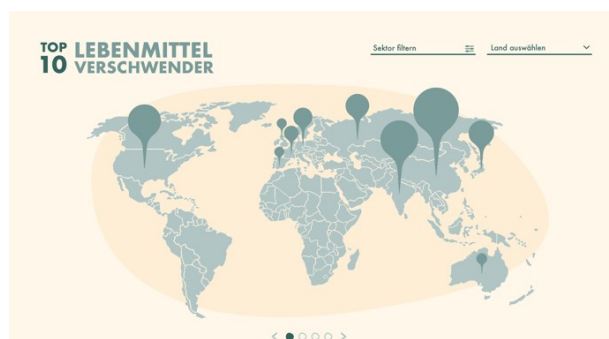 TOP LEBENMITTEL
10 VERSCHWENDER
Sektor filtern
Land auswählen